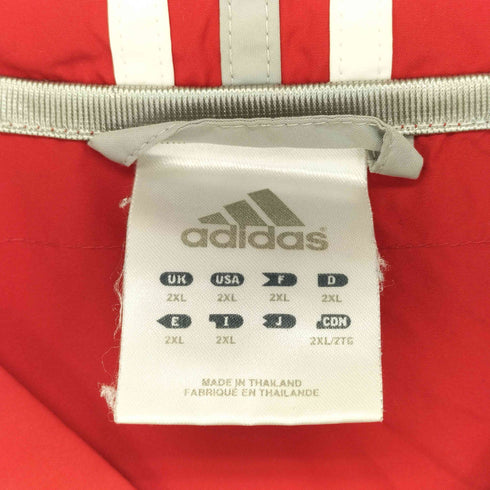 adidas
UK USA F D
2XL 2XL 2XL 2XL
E I J CDN
2XL 2XL 2XL/2TG
MADE IN THAILAND
FABRIQUÉ EN THAILANDE